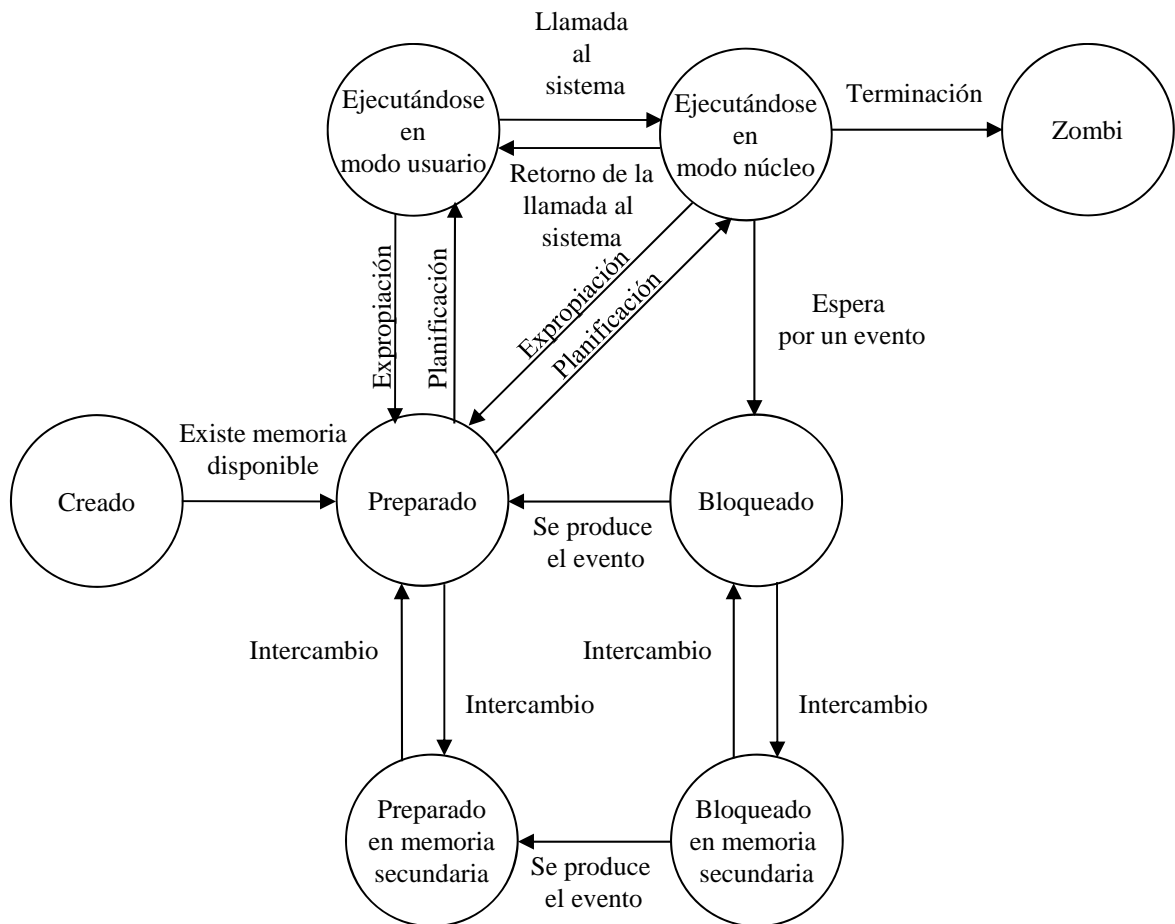 Llamada
al
sistema
Ejecutándose
en
modo usuario
Ejecutándose
en
modo núcleo
Terminación
Zombi
Retorno de la
llamada al
sistema
Expropiación
Planificación
Expropiación
Planificación
Espera
por un evento
Existe memoria
disponible
Creado
Preparado
Bloqueado
Se produce
el evento
Intercambio
Intercambio
Intercambio
Intercambio
Preparado
en memoria
secundaria
Bloqueado
en memoria
secundaria
Se produce
el evento